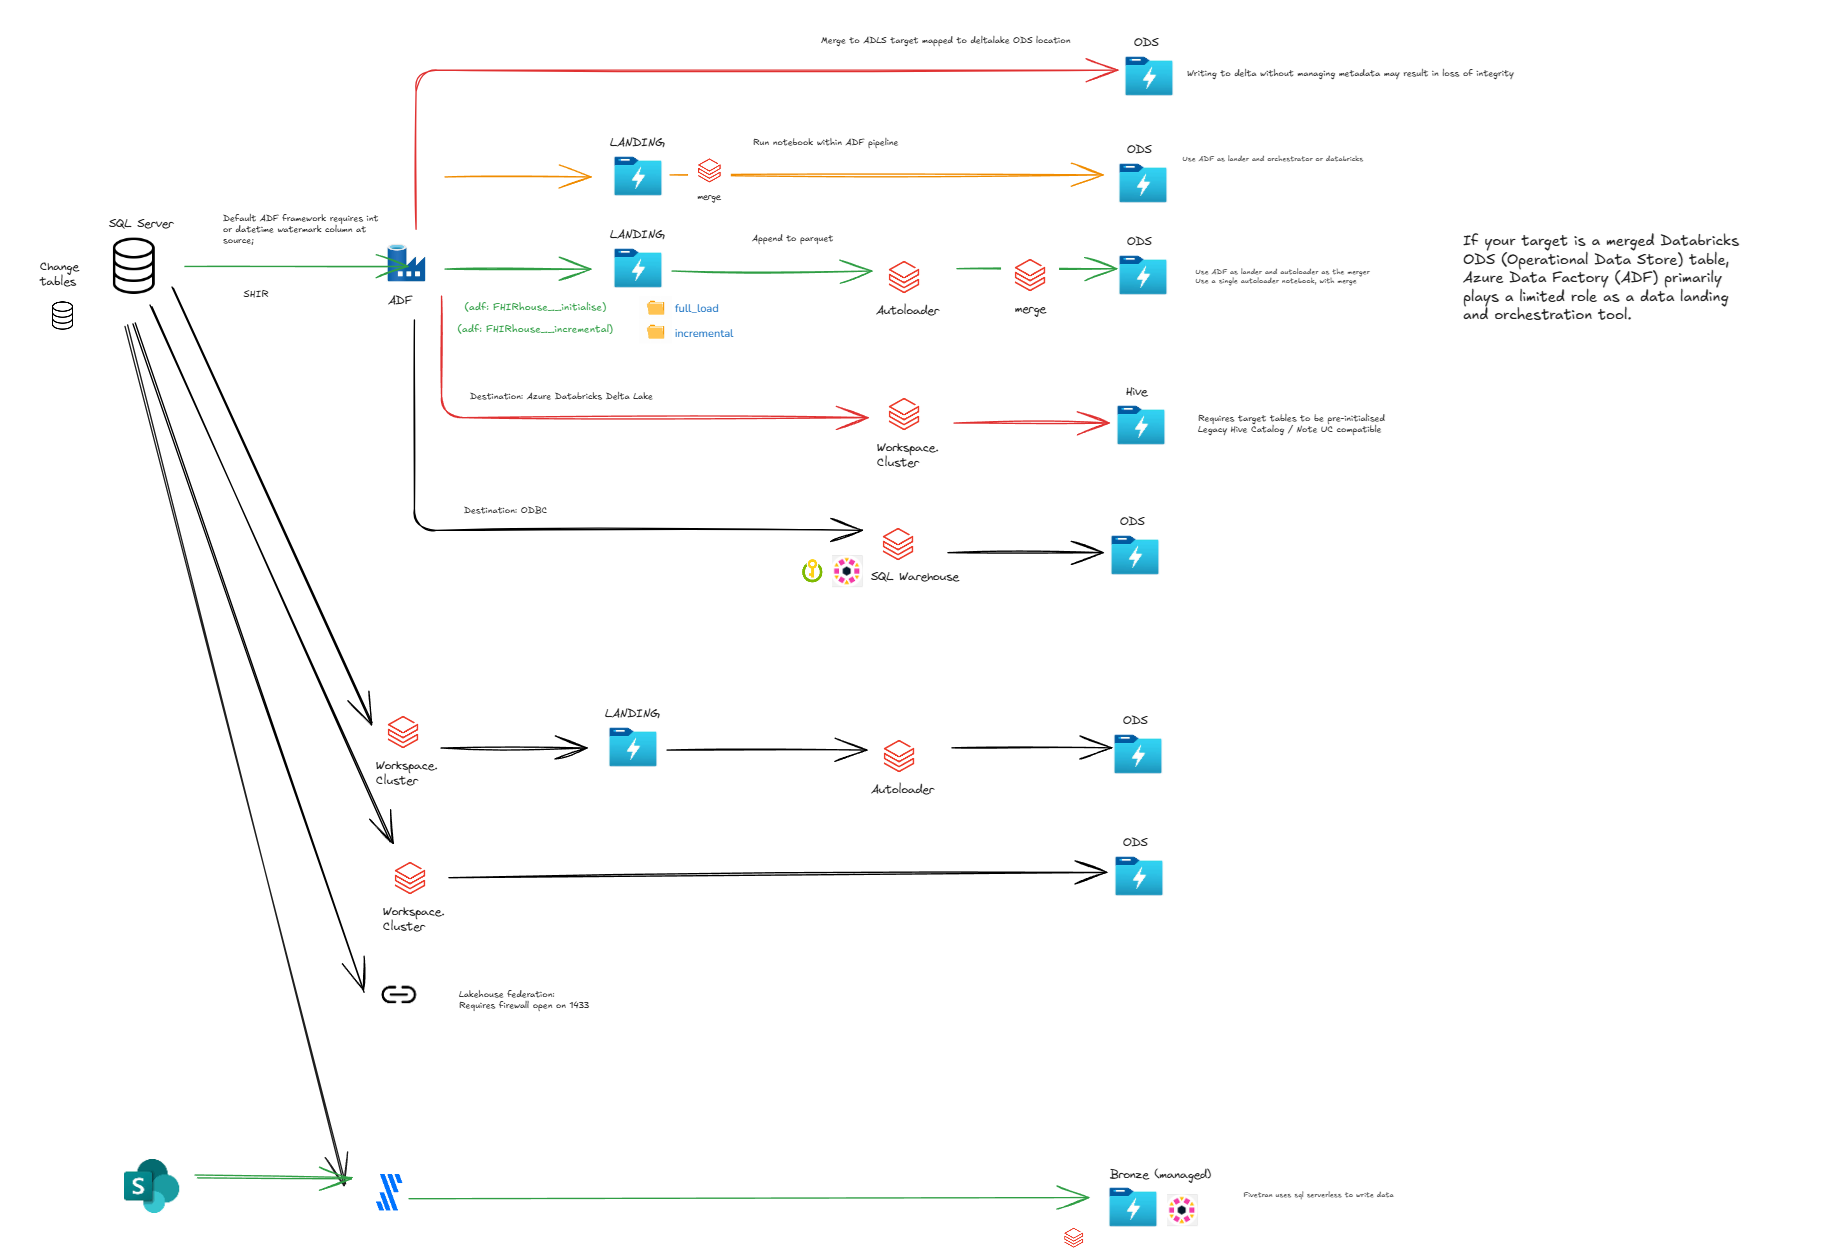 Merge to ADLS target mapped to deltalake ODS location
ODS
Writing to delta without managing metadata may result in loss of integrity
LANDING
Run notebook within ADF pipeline
ODS
Use ADF as lander and orchestrator or databricks
merge
SQL Server
Default ADF framework requires int
or datetime watermark column at
source;
Change
tables
SHIR
ADF
LANDING
Append to parquet
ODS
Use ADF as lander and autoloader as the merger
Use a single autoloader notebook, with merge
(adf: FHIRhouse__initialise)
(adf: FHIRhouse__incremental)
full_load
incremental
Autoloader
merge
If your target is a merged Databricks
ODS (Operational Data Store) table,
Azure Data Factory (ADF) primarily
plays a limited role as a data landing
and orchestration tool.
Destination: Azure Databricks Delta Lake
Workspace.
Cluster
Hive
Requires target tables to be pre-initialised
Legacy Hive Catalog / Note UC compatible
Destination: ODBC
SQL Warehouse
ODS
Workspace.
Cluster
LANDING
Autoloader
ODS
Workspace.
Cluster
ODS
Lakehouse federation:
Requires firewall open on 1433
S
Bronze (managed)
Fivetran uses sql serverless to write data